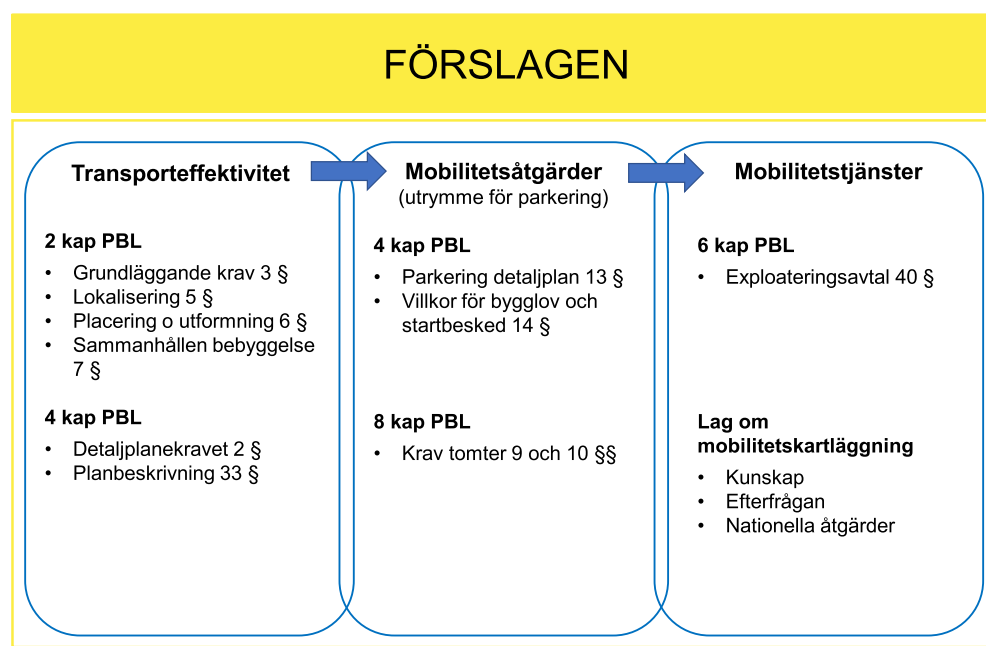 FÖRSLAGEN
Transporteffektivitet
2 kap PBL
• Grundläggande krav 3 §
• Lokalisering 5 §
• Placering o utformning 6 §
• Sammanhållen bebyggelse
7 §
4 kap PBL
• Detaljplanekravet 2 §
• Planbeskrivning 33 §
Mobilitetsåtgärder
(utrymme för parkering)
4 kap PBL
• Parkering detaljplan 13 §
• Villkor för bygglov och
startbesked 14 §
8 kap PBL
• Krav tomter 9 och 10 §§
Mobilitetstjänster
6 kap PBL
• Exploateringsavtal 40 §
Lag om
mobilitetskartläggning
• Kunskap
• Efterfrågan
• Nationella åtgärder